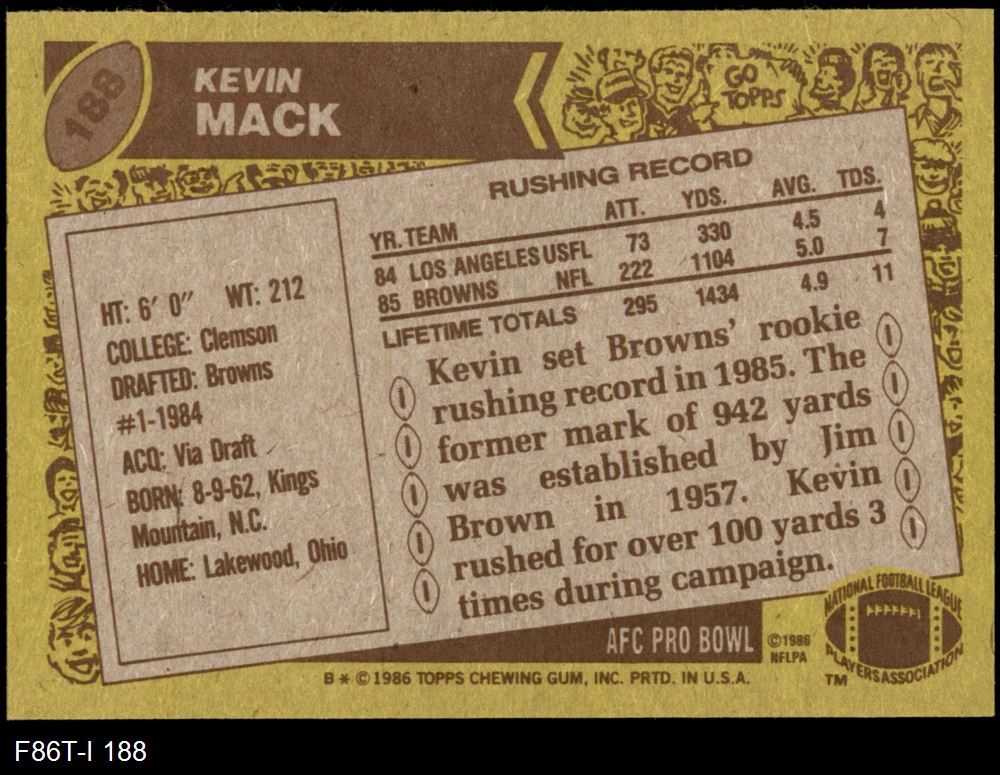 188
KEVIN
MACK
GO
TOPPS
RUSHING RECORD
YR. TEAM ATT. YDS. AVG. TDS.
84 LOS ANGELES USFL 73 330 4.5 4
85 BROWNS NFL 222 1104 5.0 7
LIFETIME TOTALS 295 1434 4.9 11
HT: 6' 0" WT: 212
COLLEGE: Clemson
DRAFTED: Browns
#1-1984
ACQ: Via Draft
BORN: 8-9-62, Kings
Mountain, N.C.
HOME: Lakewood, Ohio
Kevin set Browns' rookie
rushing record in 1985. The
former mark of 942 yards
was established by Jim
Brown in 1957. Kevin
rushed for over 100 yards 3
times during campaign.
AFC PRO BOWL
©1986
NFLPA
NATIONAL FOOTBALL LEAGUE
PLAYERS ASSOCIATION
TM
B * © 1986 TOPPS CHEWING GUM, INC. PRTD. IN U.S.A.
F86T-I 188